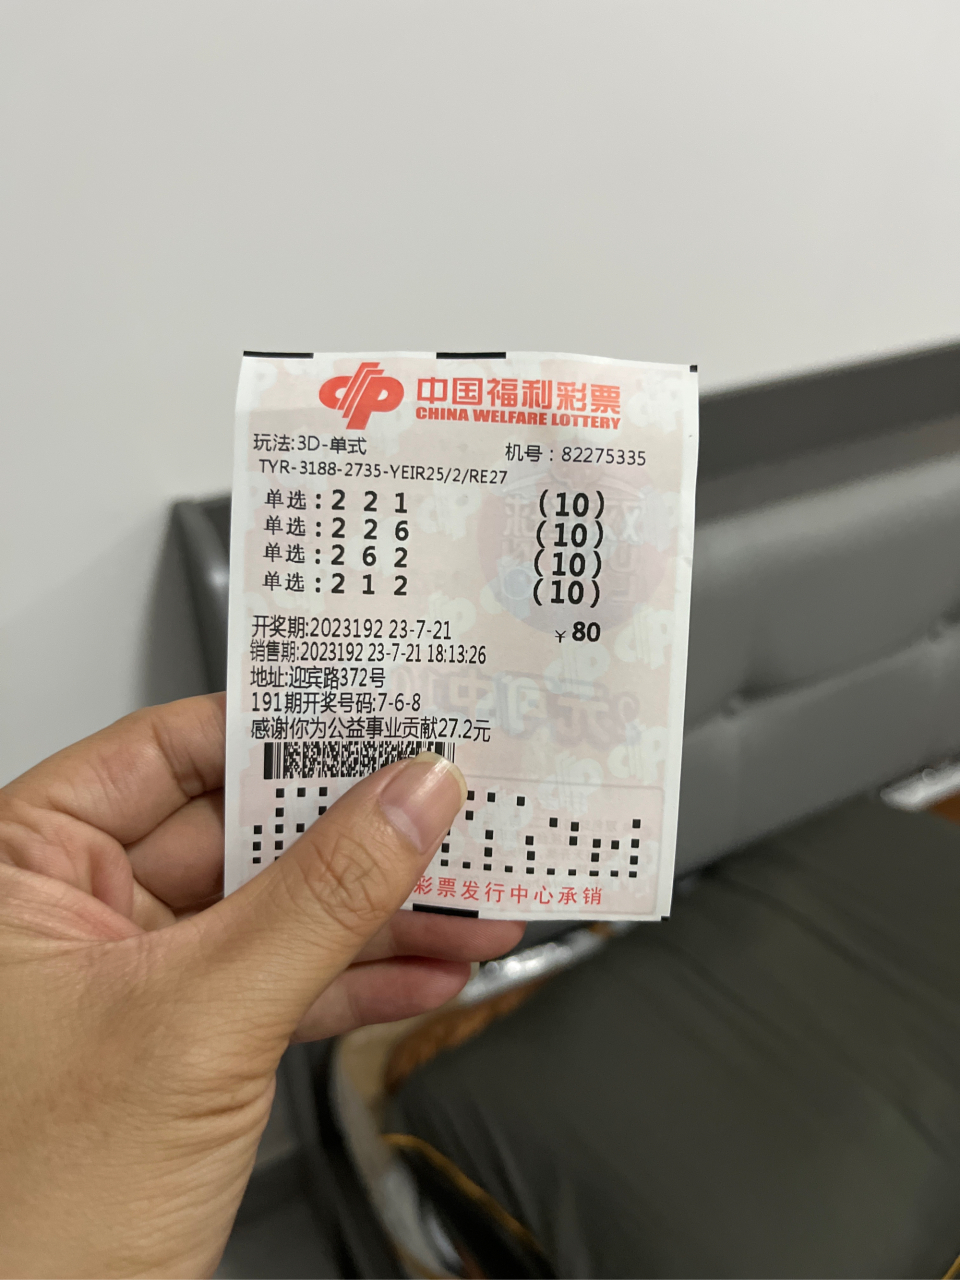 中国福利彩票
CHINA WELFARE LOTTERY
玩法:3D-单式 机号：82275335
TYR-3188-2735-YEIR25/2/RE27
单选:2 2 1 (10)
单选:2 2 6 (10)
单选:2 6 2 (10)
单选:2 1 2 (10)
开奖期:2023192 23-7-21 ¥80
销售期:2023192 23-7-21 18:13:26
地址:迎宾路372号
191期开奖号码:7-6-8
感谢你为公益事业贡献27.2元
彩票发行中心承销